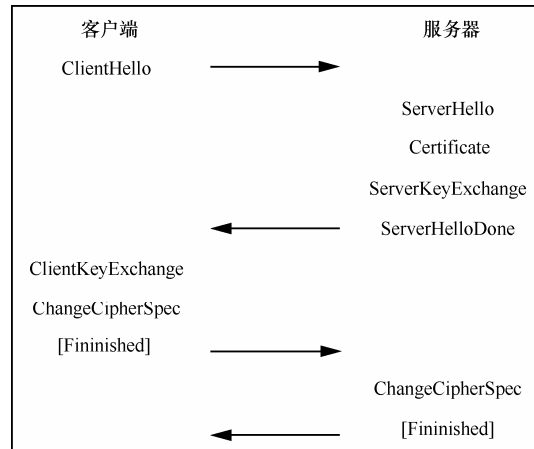 客户端
服务器
ClientHello
ServerHello
Certificate
ServerKeyExchange
ServerHelloDone
ClientKeyExchange
ChangeCipherSpec
[Fininished]
ChangeCipherSpec
[Fininished]